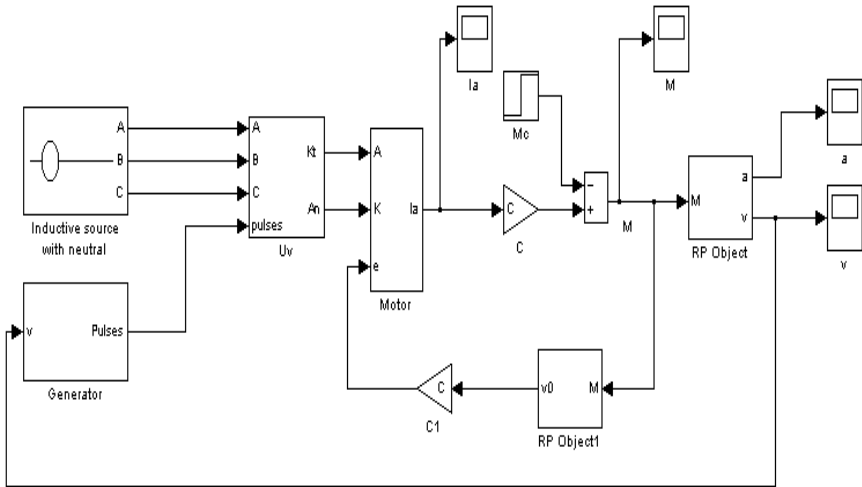 Ia
M
Mc
a
v
A
B
C
Inductive source
with neutral
A
B
C
pulses
Kt
An
Uv
A
K
e
Ia
Motor
C
C
−
+
M
M
a
v
RP Object
v
Pulses
Generator
C
C1
v0
M
RP Object1